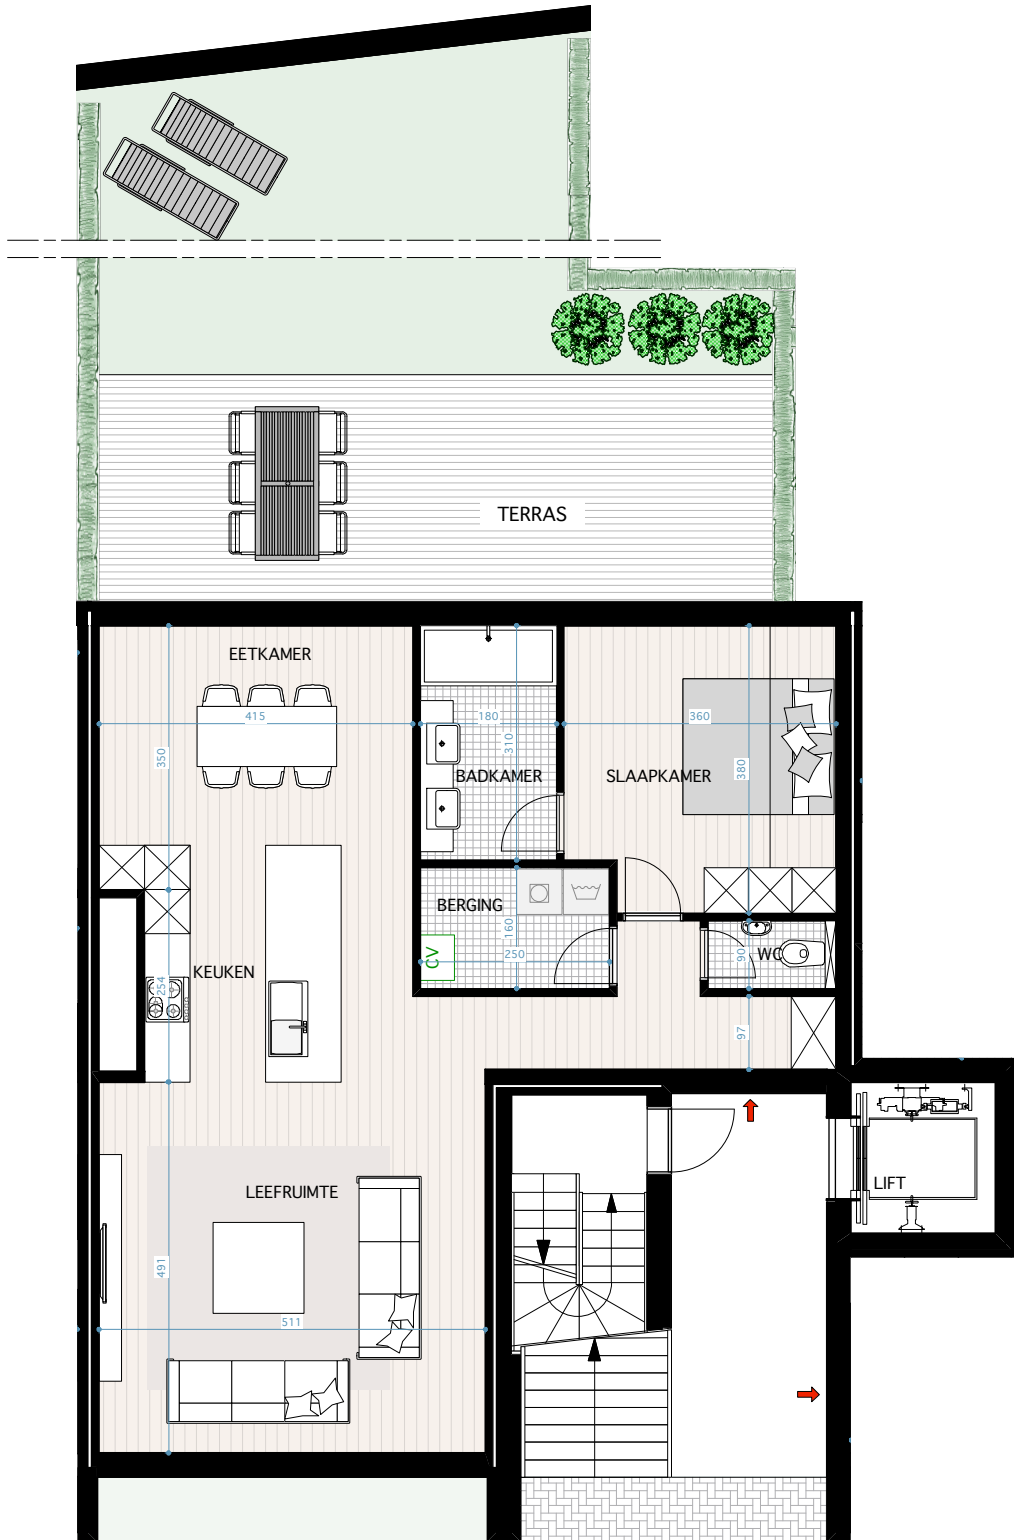 TERRAS
EETKAMER
415
180
360
350
310
380
BADKAMER
SLAAPKAMER
BERGING
160
CV
250
90
WC
KEUKEN
254
97
LEEFRUIMTE
LIFT
491
511